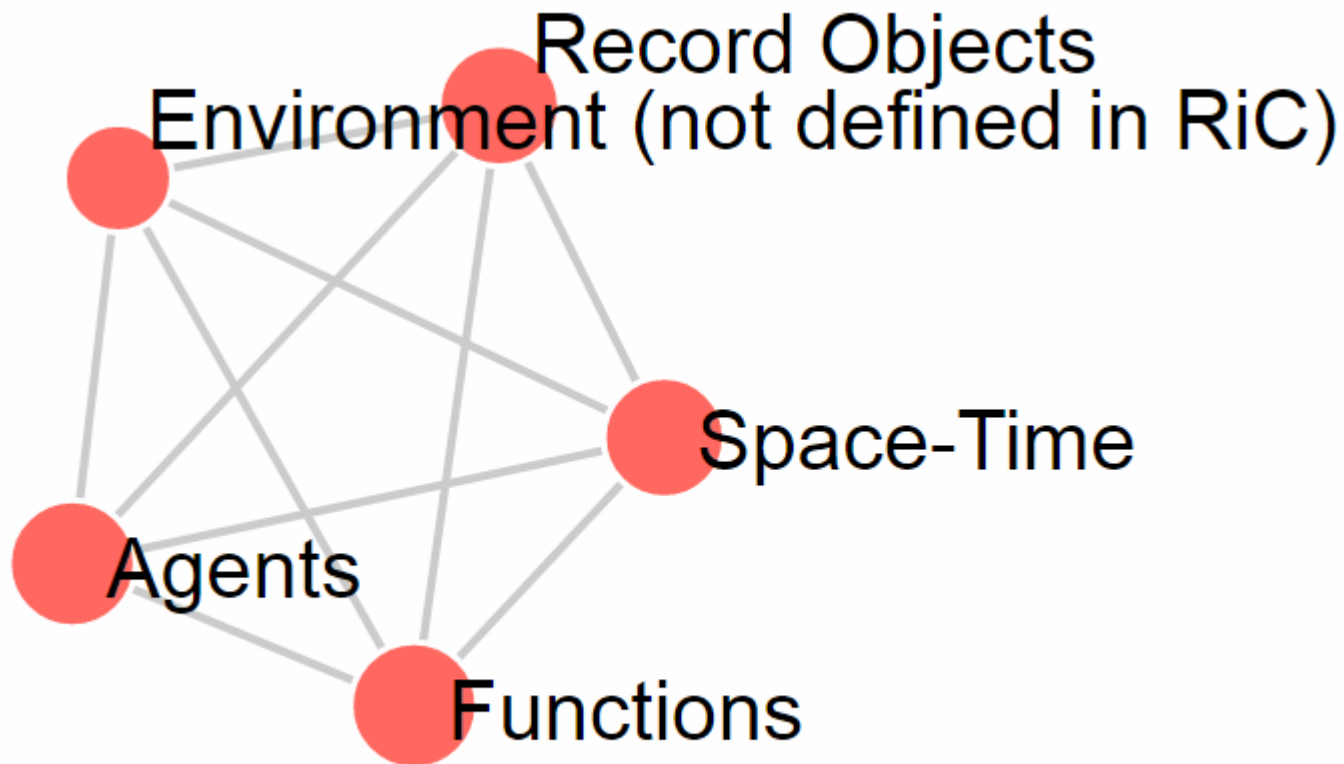 Record Objects
Environment (not defined in RiC)
Space-Time
Agents
Functions